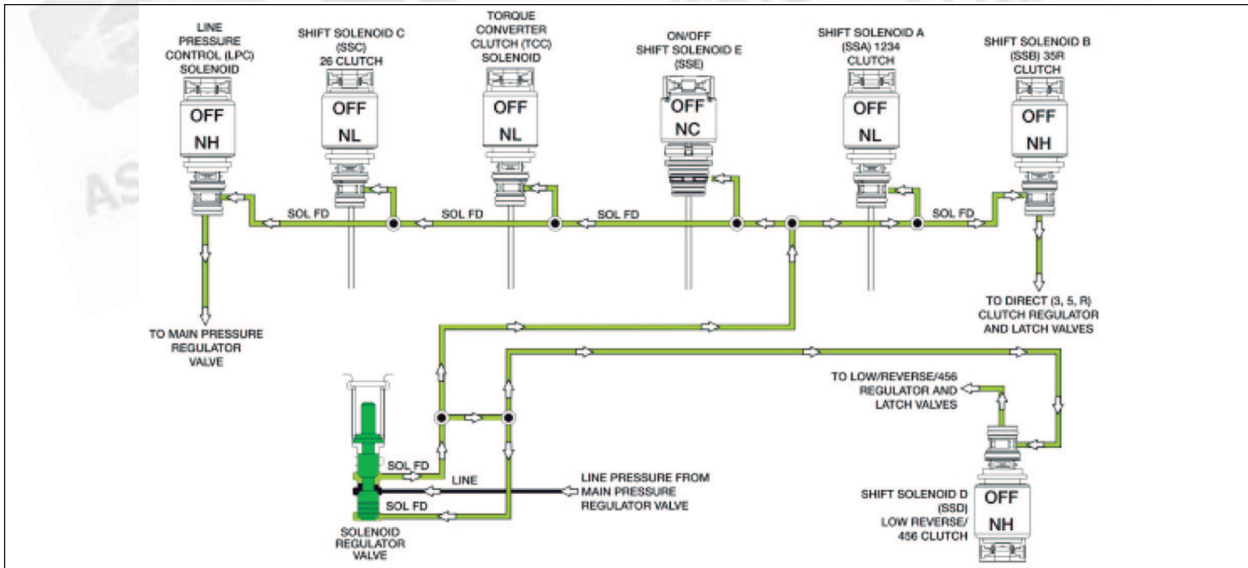 LINE
PRESSURE
CONTROL (LPC)
SOLENOID
SHIFT SOLENOID C
(SSC)
26 CLUTCH
TORQUE
CONVERTER
CLUTCH (TCC)
SOLENOID
ON/OFF
SHIFT SOLENOID E
(SSE)
SHIFT SOLENOID A
(SSA) 1234
CLUTCH
SHIFT SOLENOID B
(SSB) 35R
CLUTCH
OFF
NH
OFF
NL
OFF
NL
OFF
NC
OFF
NL
OFF
NH
SOL FD
SOL FD
SOL FD
SOL FD
TO MAIN PRESSURE
REGULATOR
VALVE
TO DIRECT (3, 5, R)
CLUTCH REGULATOR
AND LATCH VALVES
TO LOW/REVERSE/456
REGULATOR AND
LATCH VALVES
SOL FD
LINE
LINE PRESSURE FROM
MAIN PRESSURE
REGULATOR VALVE
SOL FD
SOLENOID
REGULATOR
VALVE
SHIFT SOLENOID D
(SSD)
LOW REVERSE/
456 CLUTCH
OFF
NH